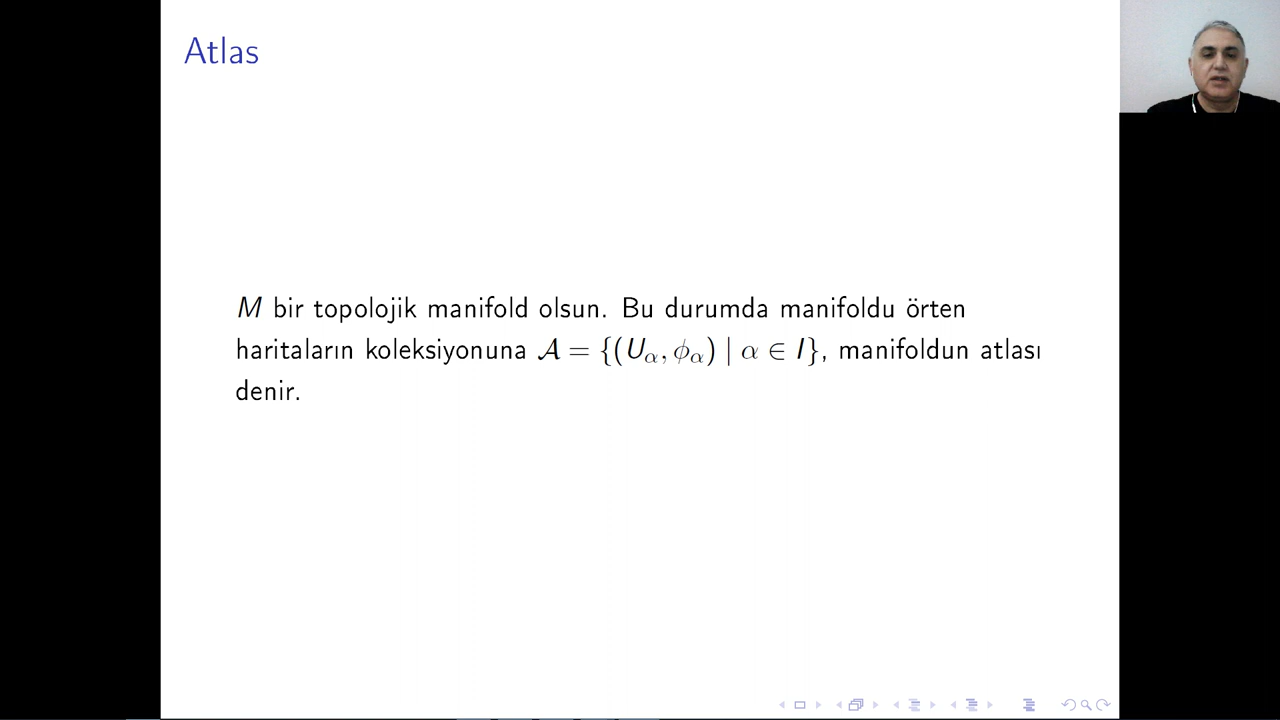 Atlas
M bir topolojik manifold olsun. Bu durumda manifoldu örten
haritaların koleksiyonuna 𝒜 = {(U_α, ϕ_α) | α ∈ I}, manifoldun atlası
denir.